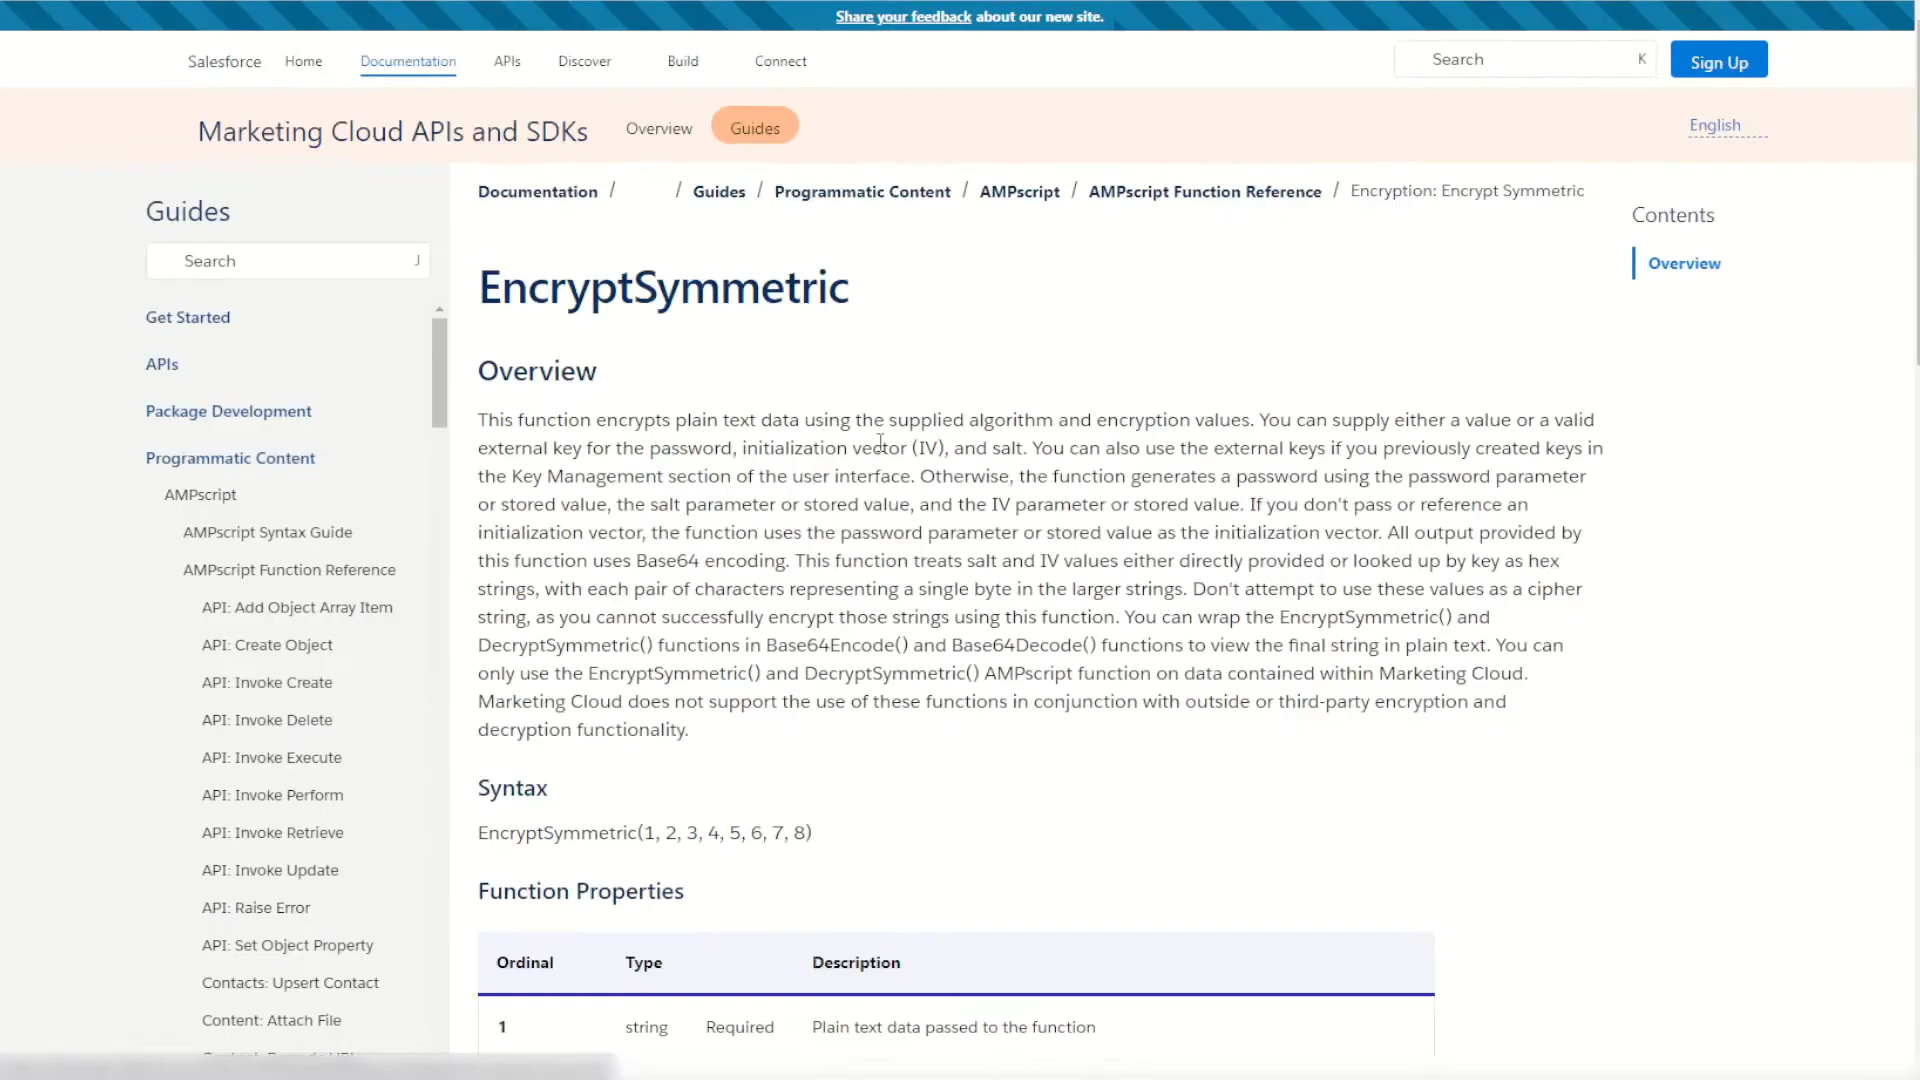 Share your feedback about our new site.
Salesforce Home Documentation APIs Discover Build Connect Search K Sign Up
Marketing Cloud APIs and SDKs Overview Guides English
Documentation / / Guides / Programmatic Content / AMPscript / AMPscript Function Reference / Encryption: Encrypt Symmetric
Guides
Search J
Get Started
APIs
Package Development
Programmatic Content
AMPscript
AMPscript Syntax Guide
AMPscript Function Reference
API: Add Object Array Item
API: Create Object
API: Invoke Create
API: Invoke Delete
API: Invoke Execute
API: Invoke Perform
API: Invoke Retrieve
API: Invoke Update
API: Raise Error
API: Set Object Property
Contacts: Upsert Contact
Content: Attach File
EncryptSymmetric
Overview
This function encrypts plain text data using the supplied algorithm and encryption values. You can supply either a value or a valid
external key for the password, initialization vector (IV), and salt. You can also use the external keys if you previously created keys in
the Key Management section of the user interface. Otherwise, the function generates a password using the password parameter
or stored value, the salt parameter or stored value, and the IV parameter or stored value. If you don't pass or reference an
initialization vector, the function uses the password parameter or stored value as the initialization vector. All output provided by
this function uses Base64 encoding. This function treats salt and IV values either directly provided or looked up by key as hex
strings, with each pair of characters representing a single byte in the larger strings. Don't attempt to use these values as a cipher
string, as you cannot successfully encrypt those strings using this function. You can wrap the EncryptSymmetric() and
DecryptSymmetric() functions in Base64Encode() and Base64Decode() functions to view the final string in plain text. You can
only use the EncryptSymmetric() and DecryptSymmetric() AMPscript function on data contained within Marketing Cloud.
Marketing Cloud does not support the use of these functions in conjunction with outside or third-party encryption and
decryption functionality.
Syntax
EncryptSymmetric(1, 2, 3, 4, 5, 6, 7, 8)
Function Properties
Ordinal Type Description
1 string Required Plain text data passed to the function
Contents
Overview